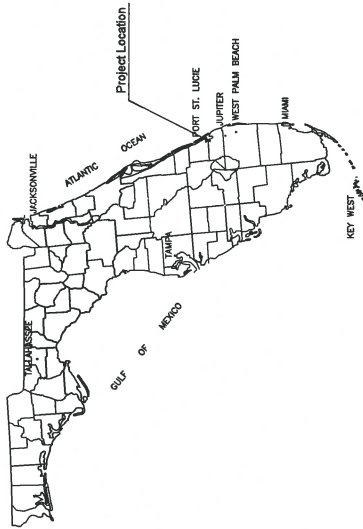 Project Location
JACKSONVILLE
ATLANTIC
OCEAN
TALLAHASSEE
PORT ST. LUCIE
JUPITER
WEST PALM BEACH
TAMPA
GULF OF MEXICO
MIAMI
KEY WEST